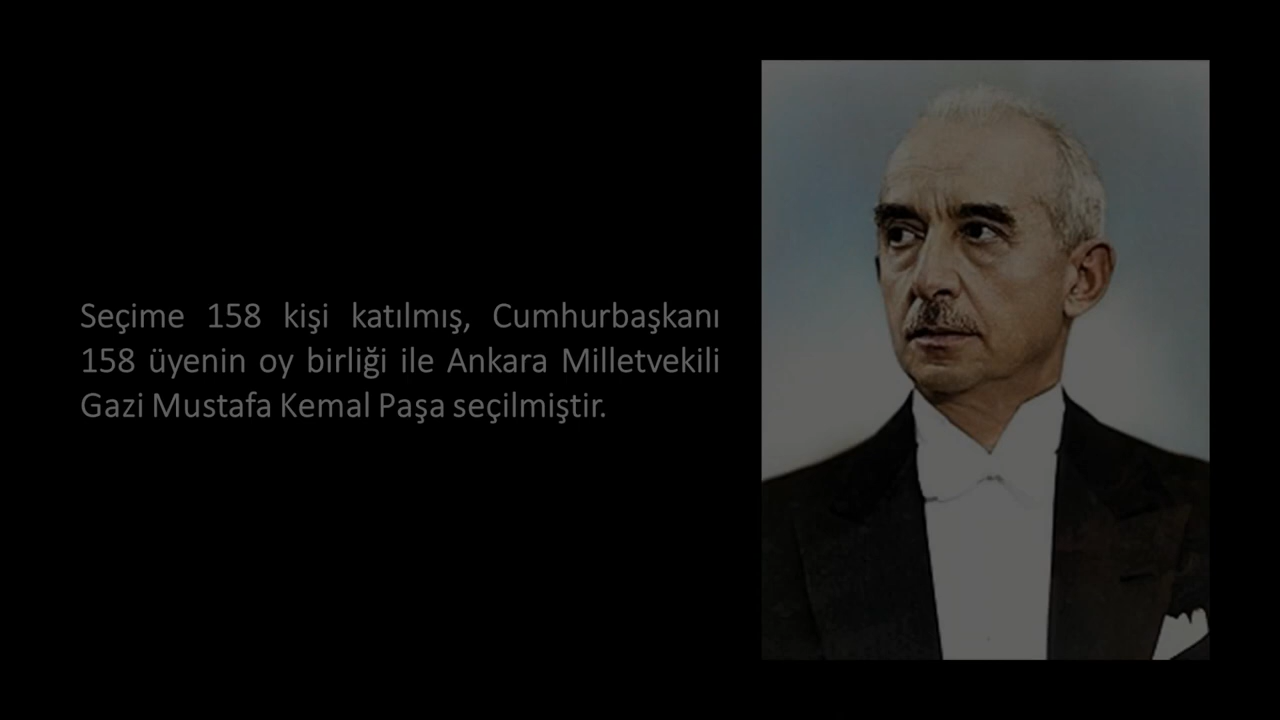 Seçime 158 kişi katılmış, Cumhurbaşkanı
158 üyenin oy birliği ile Ankara Milletvekili
Gazi Mustafa Kemal Paşa seçilmiştir.